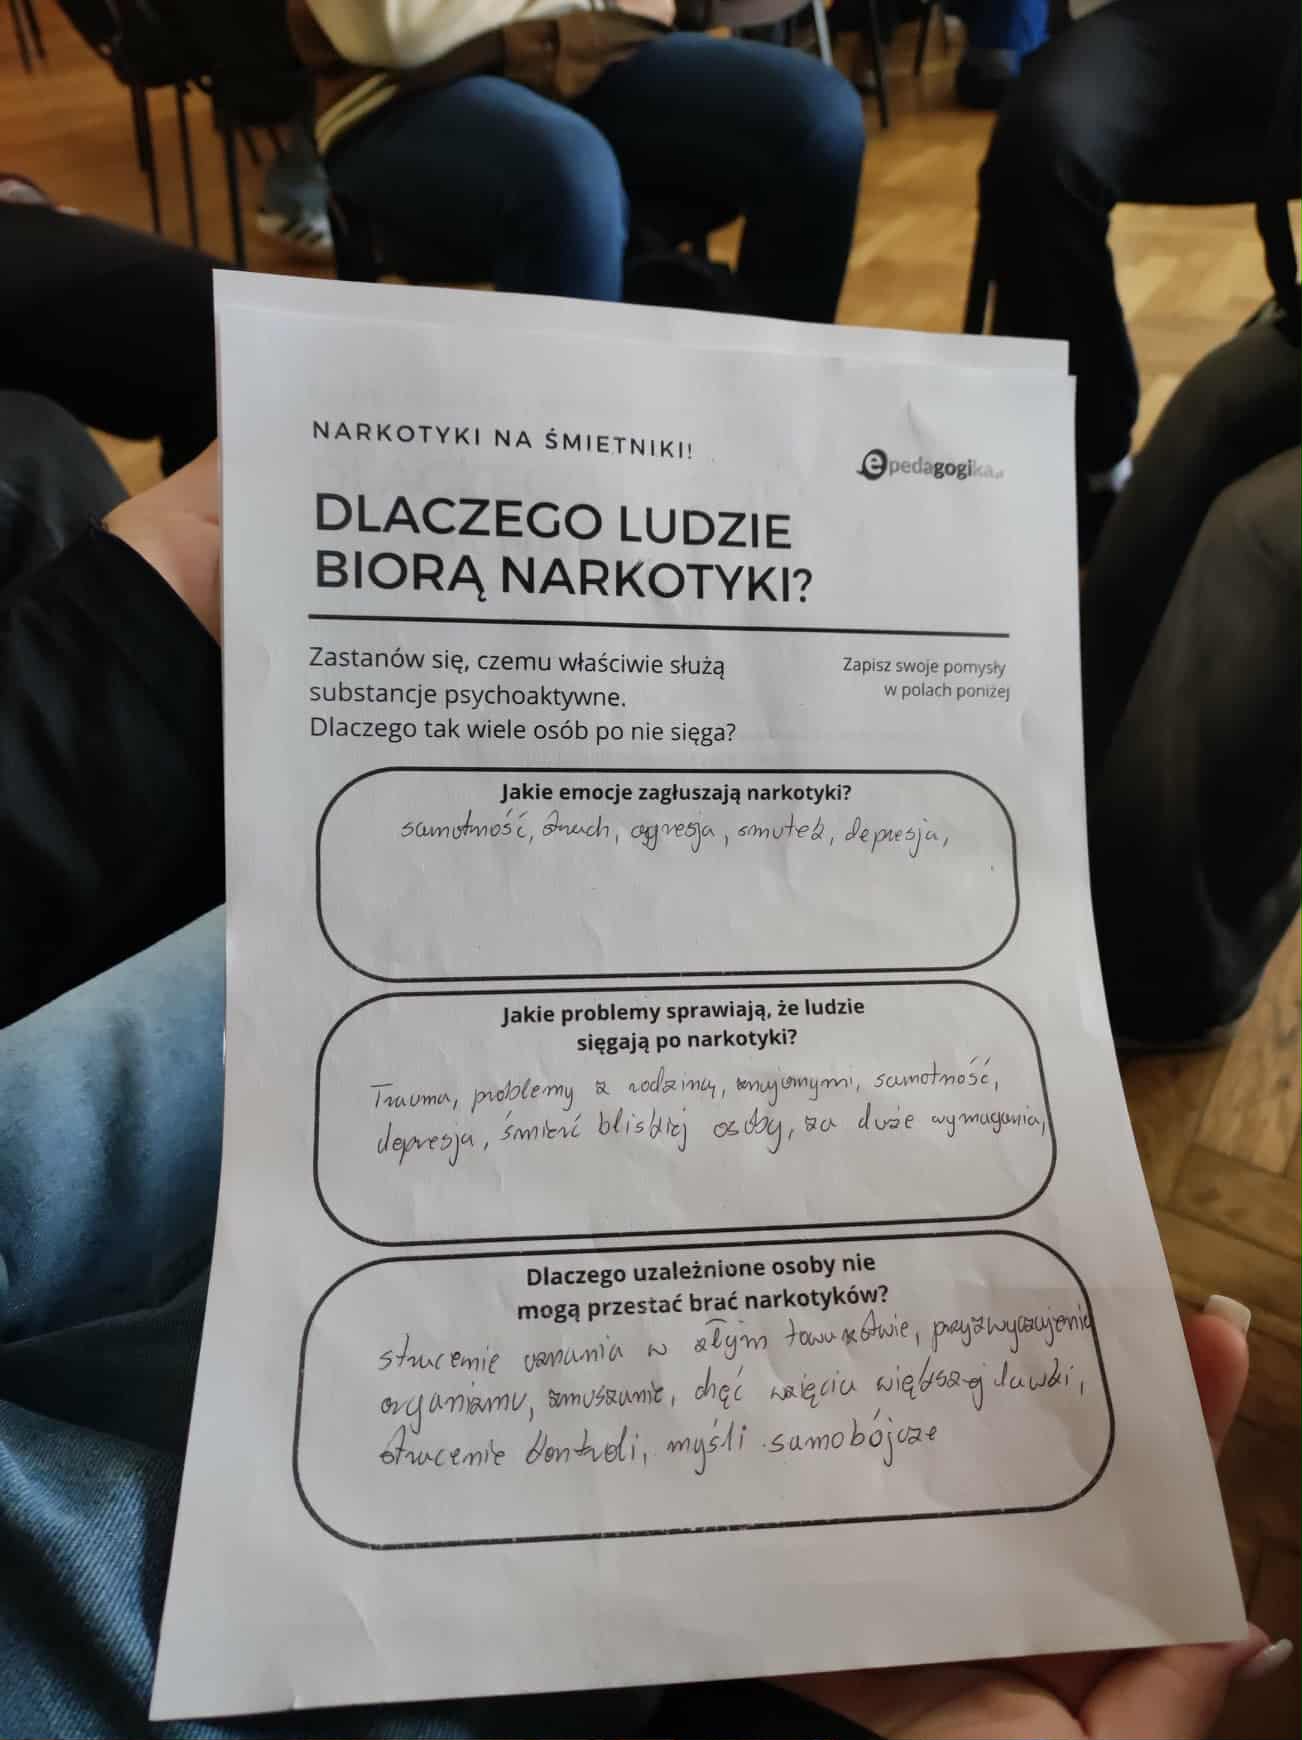 NARKOTYKI NA ŚMIETNIKI!
epedagogika.pl
DLACZEGO LUDZIE
BIORĄ NARKOTYKI?
Zastanów się, czemu właściwie służą
substancje psychoaktywne.
Dlaczego tak wiele osób po nie sięga?
Zapisz swoje pomysły
w polach poniżej
Jakie emocje zagłuszają narkotyki?
samotność, strach, agresja, smutek, depresja,
Jakie problemy sprawiają, że ludzie
sięgają po narkotyki?
Trauma, problemy z rodziną, znajomymi, samotność,
depresja, śmierć bliskiej osoby, za duże wymagania,
Dlaczego uzależnione osoby nie
mogą przestać brać narkotyków?
stracenie uznania w złym towarzstwie, przyzwyczajenie
organizmu, zmuszanie, chęć wzięcia większej dawki,
stracenie kontroli, myśli samobójcze